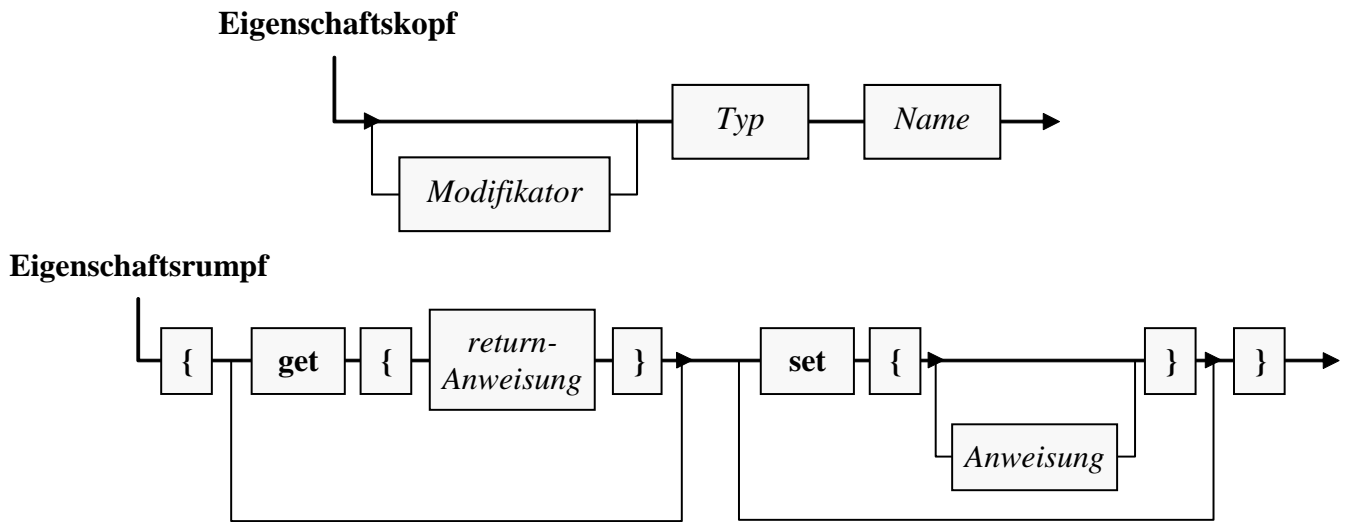 Eigenschaftskopf
Typ Name
Modifikator
Eigenschaftsrumpf
{ get { return- } set { } }
Anweisung
Anweisung